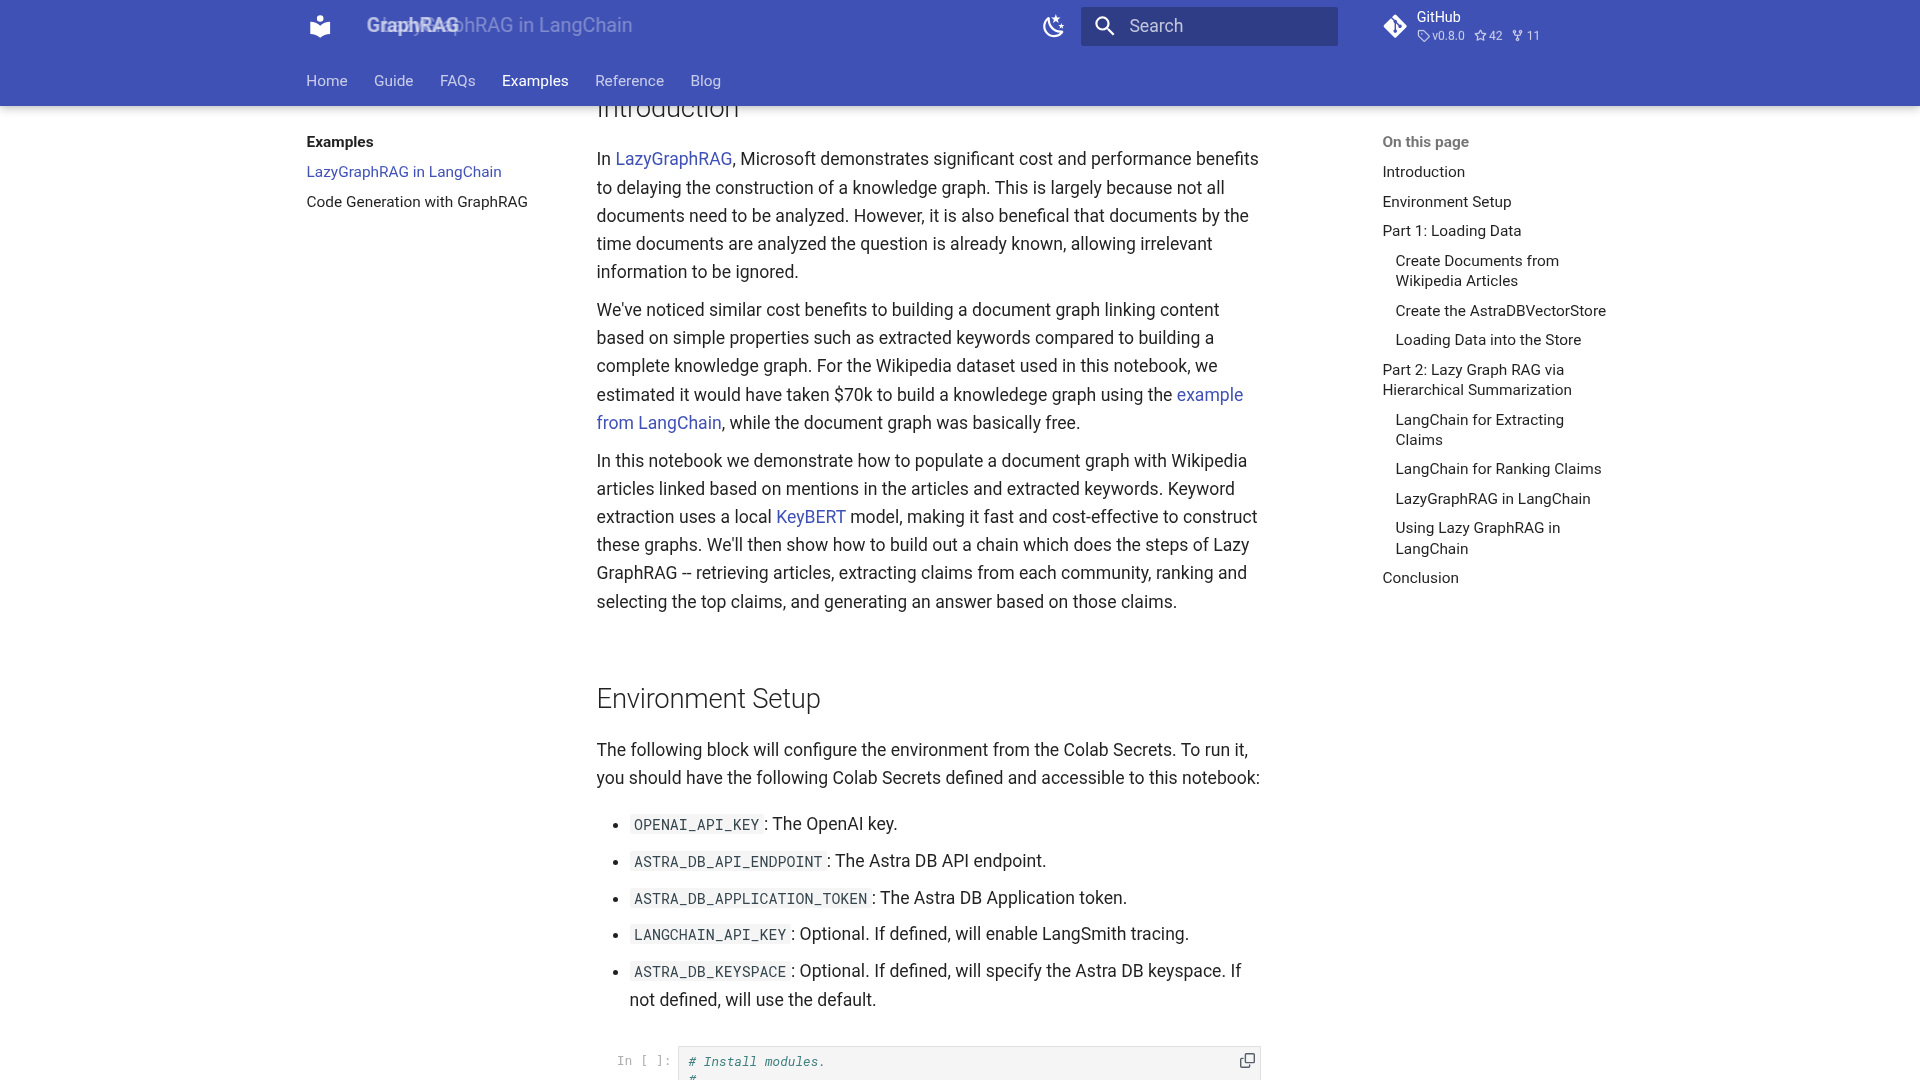 GraphRAG
LazyGraphRAG in LangChain
Search
GitHub
v0.8.0 42 11
Home Guide FAQs Examples Reference Blog
Introduction
Examples
LazyGraphRAG in LangChain
Code Generation with GraphRAG
In LazyGraphRAG, Microsoft demonstrates significant cost and performance benefits
to delaying the construction of a knowledge graph. This is largely because not all
documents need to be analyzed. However, it is also benefical that documents by the
time documents are analyzed the question is already known, allowing irrelevant
information to be ignored.
We've noticed similar cost benefits to building a document graph linking content
based on simple properties such as extracted keywords compared to building a
complete knowledge graph. For the Wikipedia dataset used in this notebook, we
estimated it would have taken $70k to build a knowledege graph using the example
from LangChain, while the document graph was basically free.
In this notebook we demonstrate how to populate a document graph with Wikipedia
articles linked based on mentions in the articles and extracted keywords. Keyword
extraction uses a local KeyBERT model, making it fast and cost-effective to construct
these graphs. We'll then show how to build out a chain which does the steps of Lazy
GraphRAG -- retrieving articles, extracting claims from each community, ranking and
selecting the top claims, and generating an answer based on those claims.
Environment Setup
The following block will configure the environment from the Colab Secrets. To run it,
you should have the following Colab Secrets defined and accessible to this notebook:
• OPENAI_API_KEY: The OpenAI key.
• ASTRA_DB_API_ENDPOINT: The Astra DB API endpoint.
• ASTRA_DB_APPLICATION_TOKEN: The Astra DB Application token.
• LANGCHAIN_API_KEY: Optional. If defined, will enable LangSmith tracing.
• ASTRA_DB_KEYSPACE: Optional. If defined, will specify the Astra DB keyspace. If
not defined, will use the default.
In [ ]:
# Install modules.
#
On this page
Introduction
Environment Setup
Part 1: Loading Data
Create Documents from
Wikipedia Articles
Create the AstraDBVectorStore
Loading Data into the Store
Part 2: Lazy Graph RAG via
Hierarchical Summarization
LangChain for Extracting
Claims
LangChain for Ranking Claims
LazyGraphRAG in LangChain
Using Lazy GraphRAG in
LangChain
Conclusion